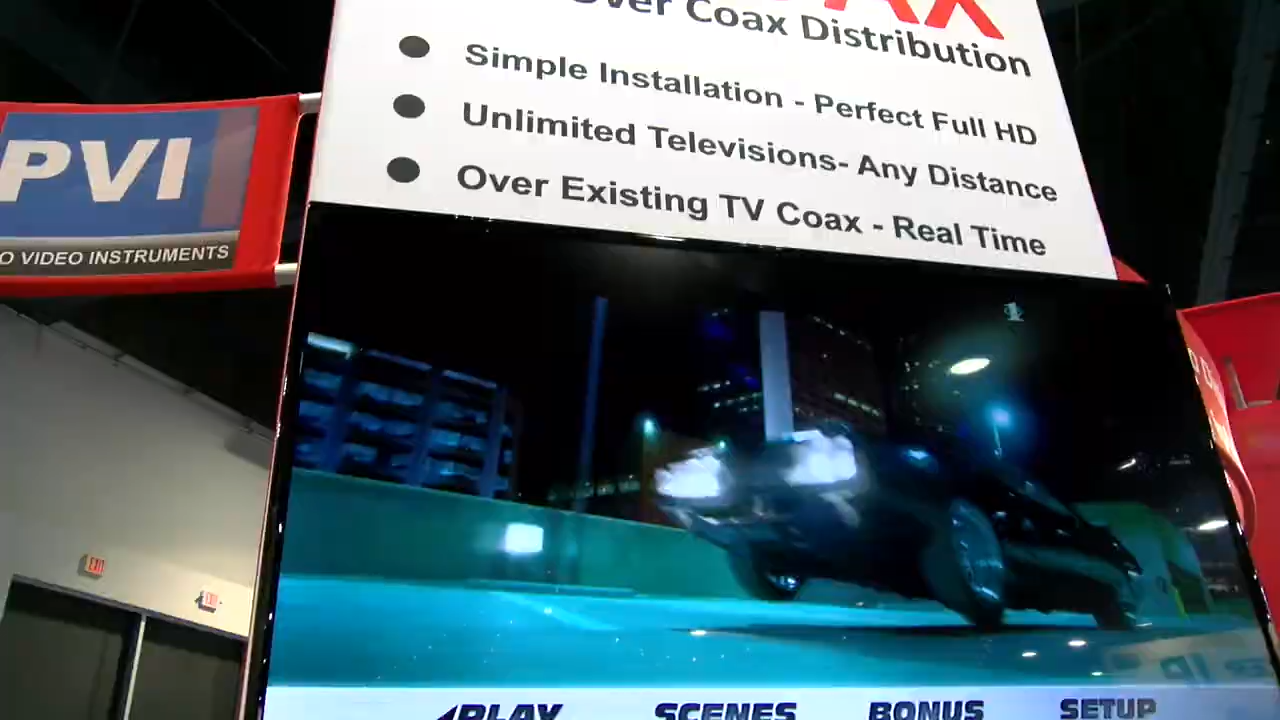 Over Coax Distribution
Simple Installation - Perfect Full HD
Unlimited Televisions- Any Distance
Over Existing TV Coax - Real Time
PVI
O VIDEO INSTRUMENTS
EXIT
EXIT
PLAY SCENES BONUS SETUP